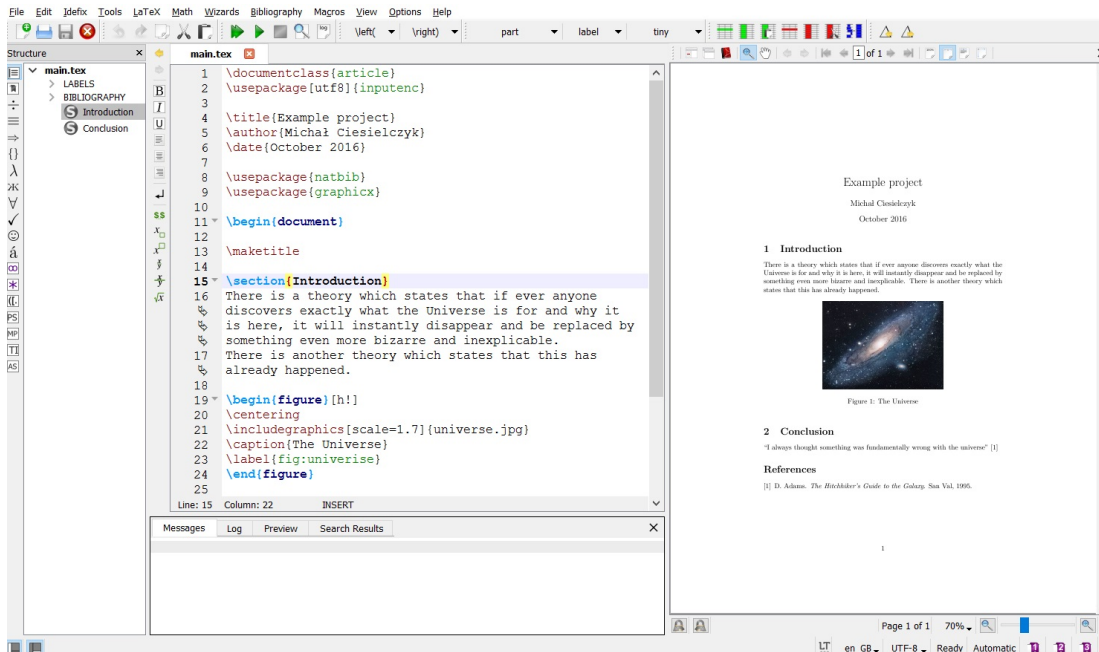 File Edit Idefix Tools LaTeX Math Wizards Bibliography Macros View Options Help
\left( \right) part label tiny
Structure
main.tex
LABELS
BIBLIOGRAPHY
Introduction
Conclusion
main.tex
1 \documentclass{article}
2 \usepackage[utf8]{inputenc}
3
4 \title{Example project}
5 \author{Michał Ciesielczyk}
6 \date{October 2016}
7
8 \usepackage{natbib}
9 \usepackage{graphicx}
10
11 \begin{document}
12
13 \maketitle
14
15 \section{Introduction}
16 There is a theory which states that if ever anyone
discovers exactly what the Universe is for and why it
is here, it will instantly disappear and be replaced by
something even more bizarre and inexplicable.
17 There is another theory which states that this has
already happened.
18
19 \begin{figure}[h!]
20 \centering
21 \includegraphics[scale=1.7]{universe.jpg}
22 \caption{The Universe}
23 \label{fig:univerise}
24 \end{figure}
25
Line: 15 Column: 22 INSERT
Messages Log Preview Search Results
1 of 1
Example project
Michał Ciesielczyk
October 2016
1 Introduction
There is a theory which states that if ever anyone discovers exactly what the
Universe is for and why it is here, it will instantly disappear and be replaced by
something even more bizarre and inexplicable. There is another theory which
states that this has already happened.
Figure 1: The Universe
2 Conclusion
"I always thought something was fundamentally wrong with the universe" [1]
References
[1] D. Adams. The Hitchhiker's Guide to the Galaxy. San Val, 1995.
1
Page 1 of 1 70%
LT en_GB UTF-8 Ready Automatic 1 2 3
B
I
U
$$
PS
MP
TI
AS